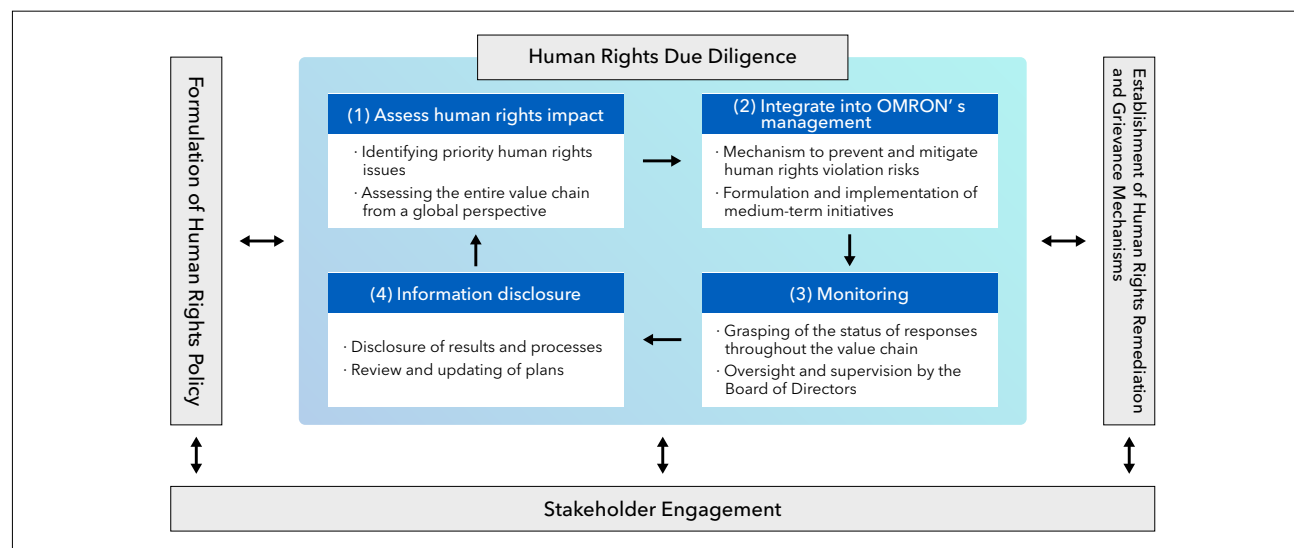 Human Rights Due Diligence
Formulation of Human Rights Policy
(1) Assess human rights impact
· Identifying priority human rights
issues
· Assessing the entire value chain
from a global perspective
(2) Integrate into OMRON’ s
management
· Mechanism to prevent and mitigate
human rights violation risks
· Formulation and implementation of
medium-term initiatives
(4) Information disclosure
· Disclosure of results and processes
· Review and updating of plans
(3) Monitoring
· Grasping of the status of responses
throughout the value chain
· Oversight and supervision by the
Board of Directors
Establishment of Human Rights Remediation
and Grievance Mechanisms
Stakeholder Engagement